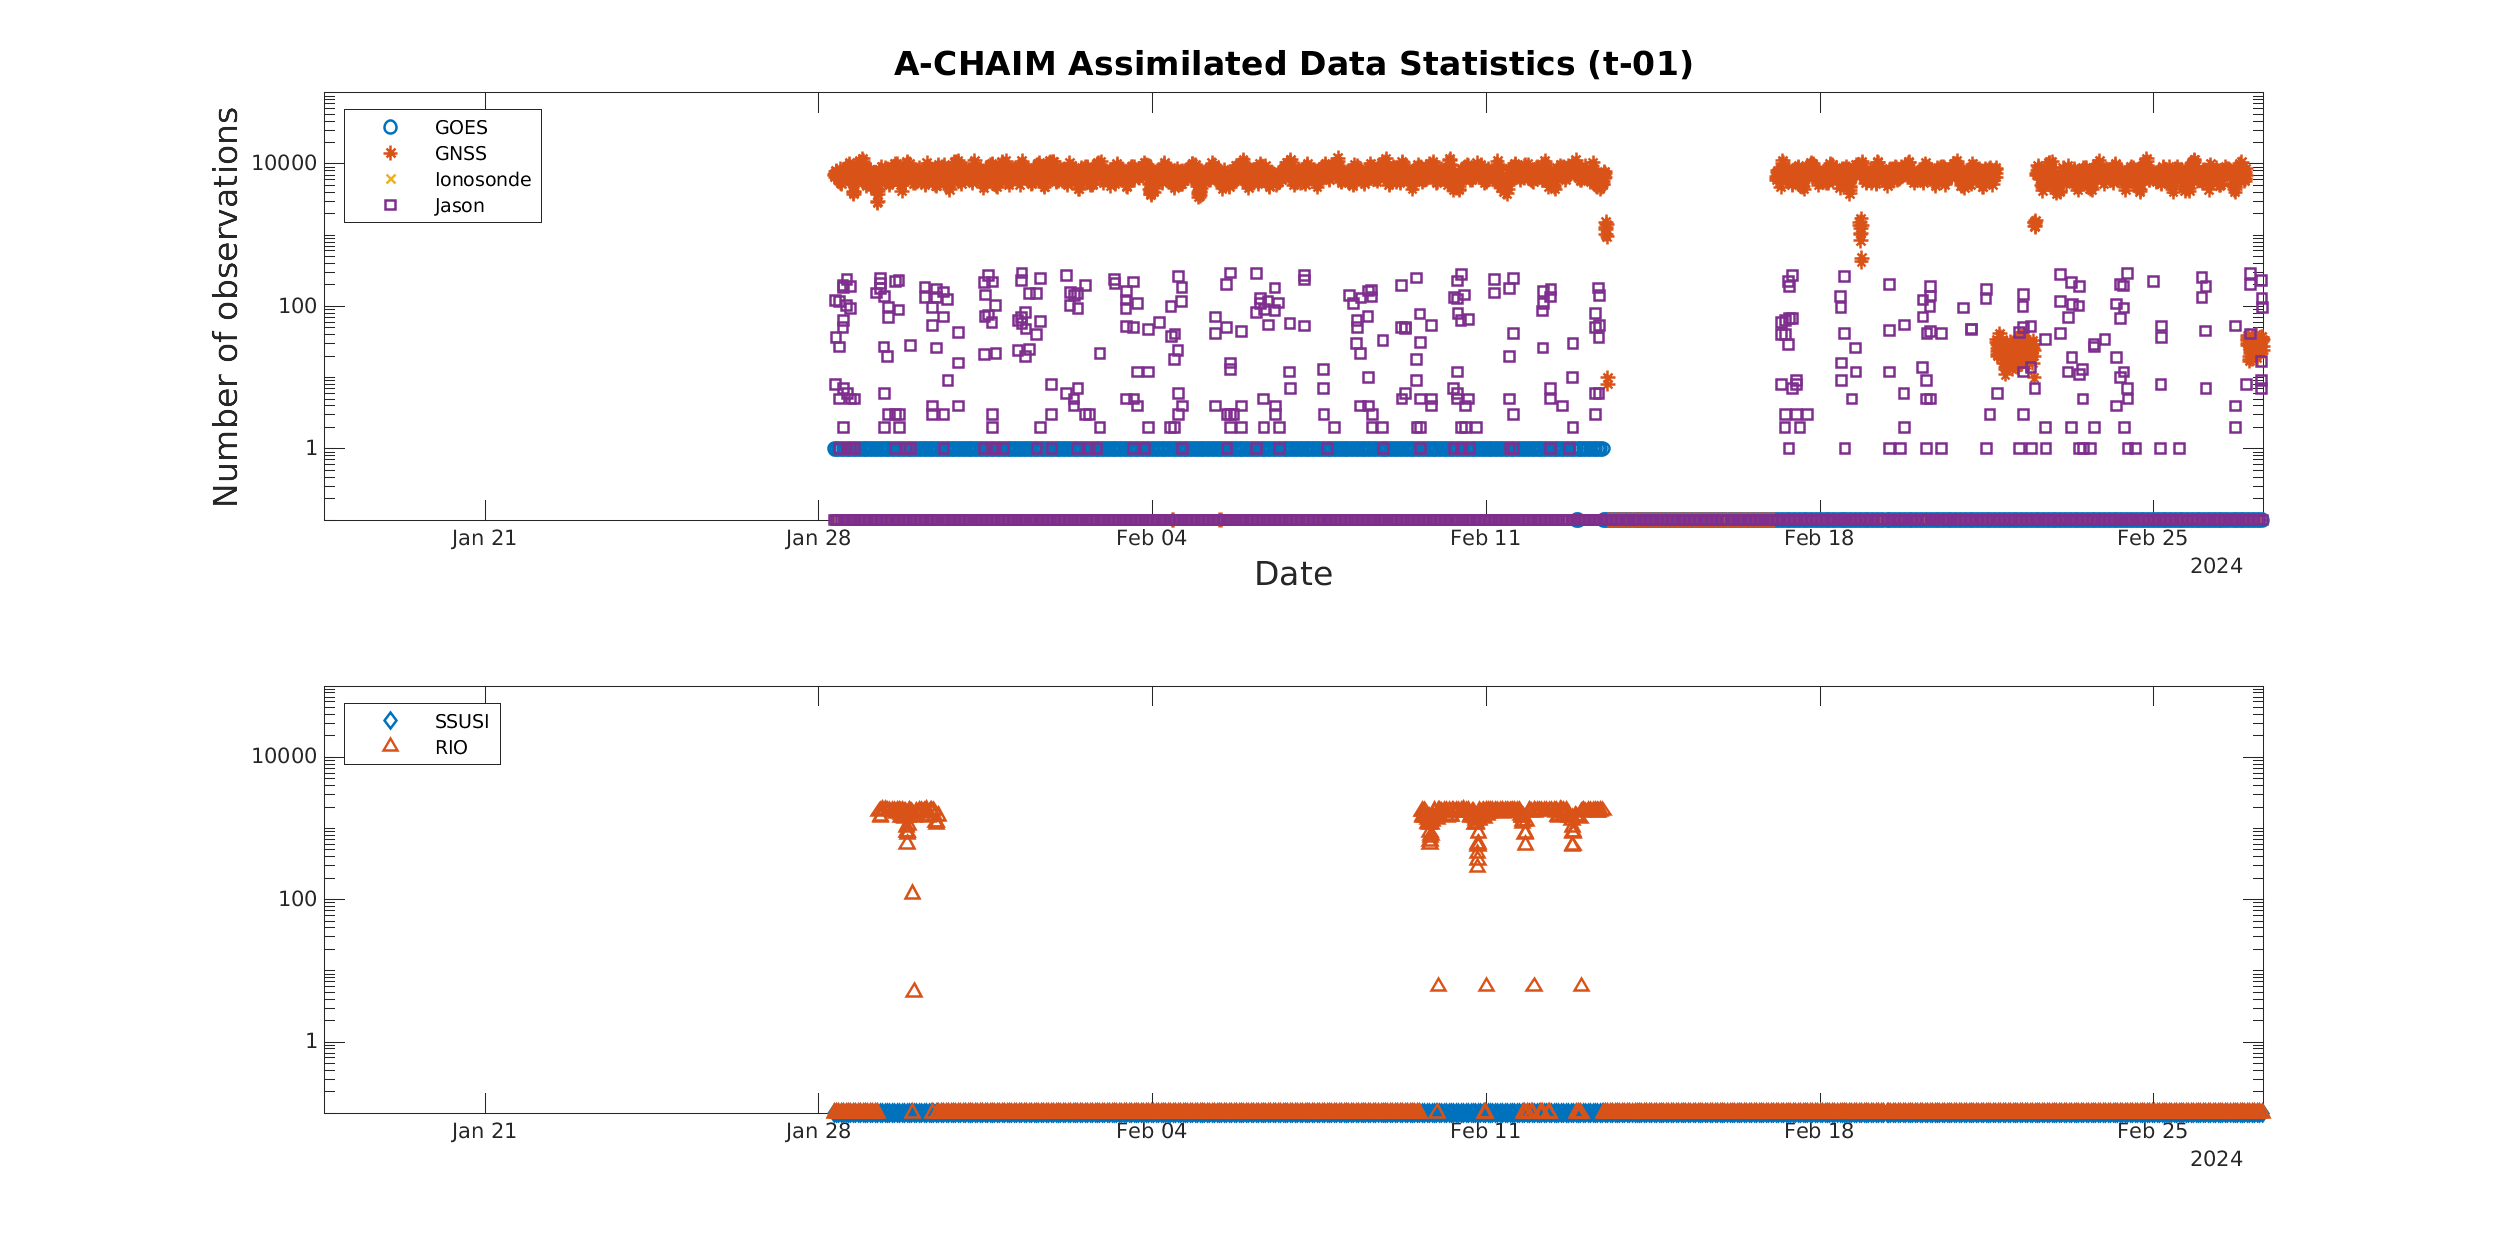 A-CHAIM Assimilated Data Statistics (t-01)
Number of observations
10000
100
1
GOES
GNSS
Ionosonde
Jason
Jan 21 Jan 28 Feb 04 Feb 11 Feb 18 Feb 25
2024
Date
10000
100
1
SSUSI
RIO
Jan 21 Jan 28 Feb 04 Feb 11 Feb 18 Feb 25
2024